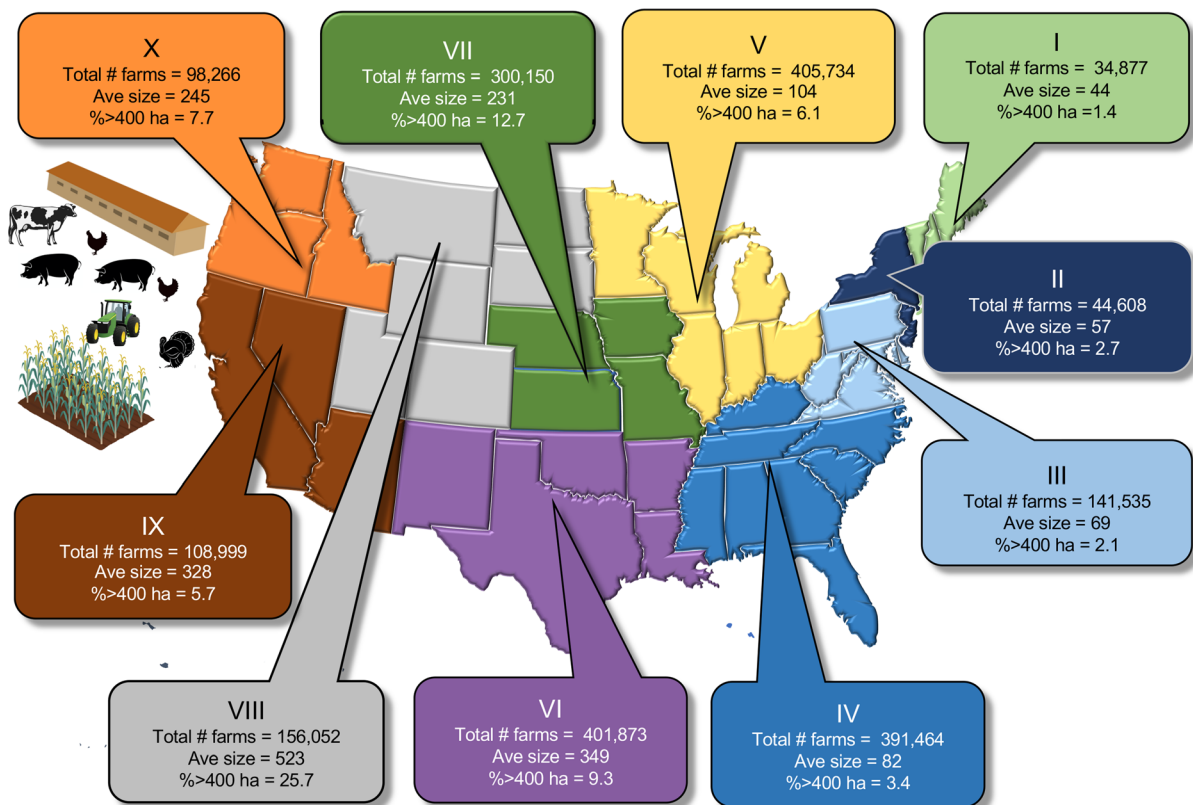 X
Total # farms = 98,266
Ave size = 245
%>400 ha = 7.7
VII
Total # farms =  300,150
Ave size = 231
%>400 ha = 12.7
V
Total # farms =  405,734
Ave size = 104
%>400 ha = 6.1
I
Total # farms =  34,877
Ave size = 44
%>400 ha =1.4
II
Total # farms = 44,608
Ave size = 57
%>400 ha = 2.7
III
Total # farms = 141,535
Ave size = 69
%>400 ha = 2.1
IX
Total # farms = 108,999
Ave size = 328
%>400 ha = 5.7
VIII
Total # farms = 156,052
Ave size = 523
%>400 ha = 25.7
VI
Total # farms =  401,873
Ave size = 349
%>400 ha = 9.3
IV
Total # farms =  391,464
Ave size = 82
%>400 ha = 3.4